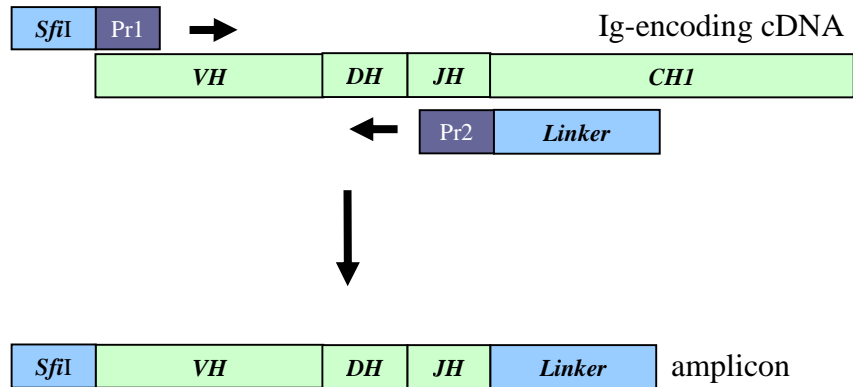 SfiI Pr1 Ig-encoding cDNA
VH DH JH CH1
Pr2 Linker
SfiI VH DH JH Linker amplicon